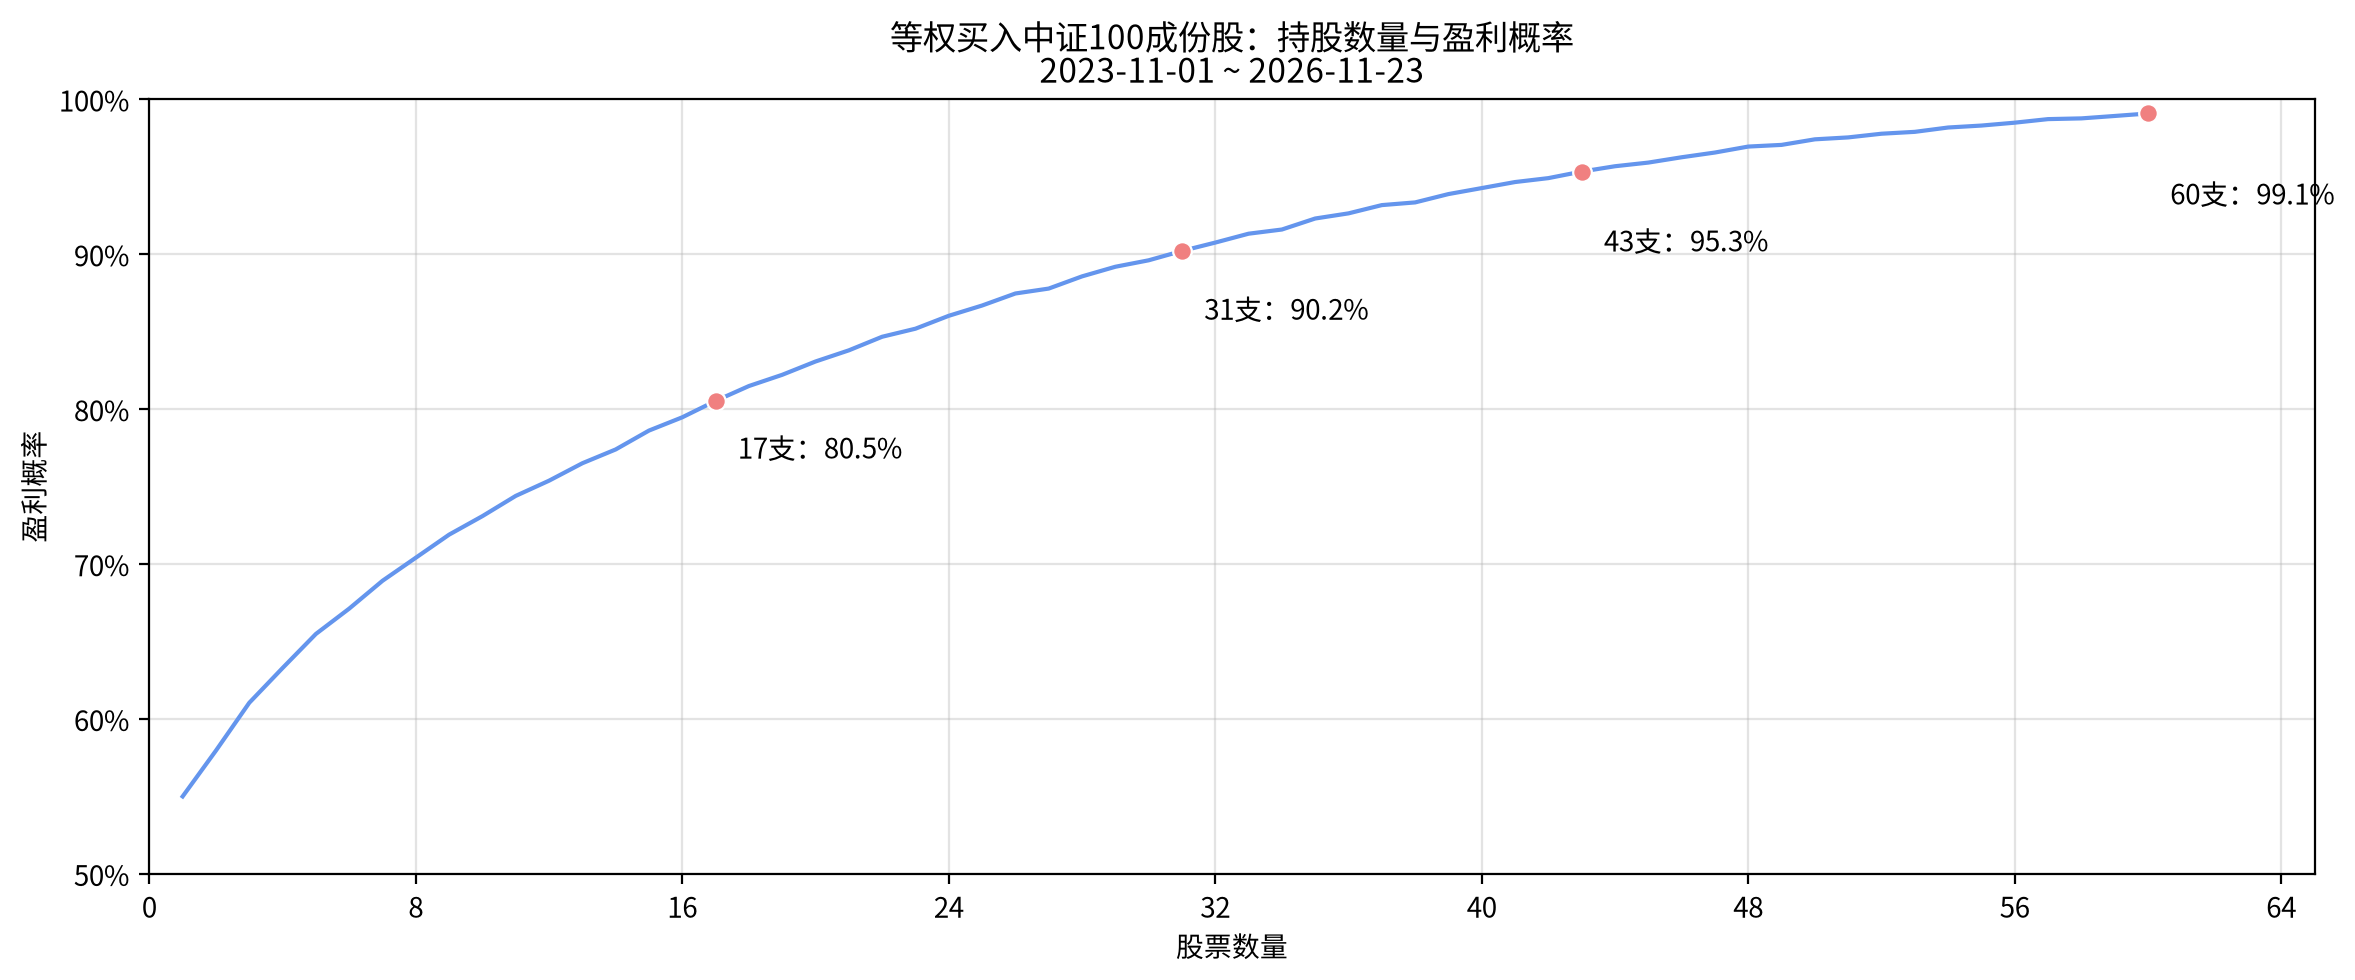 等权买入中证100成份股：持股数量与盈利概率
2023-11-01 ~ 2026-11-23
盈利概率
100%
90%
80%
70%
60%
50%
60支：99.1%
43支：95.3%
31支：90.2%
17支：80.5%
0 8 16 24 32 40 48 56 64
股票数量